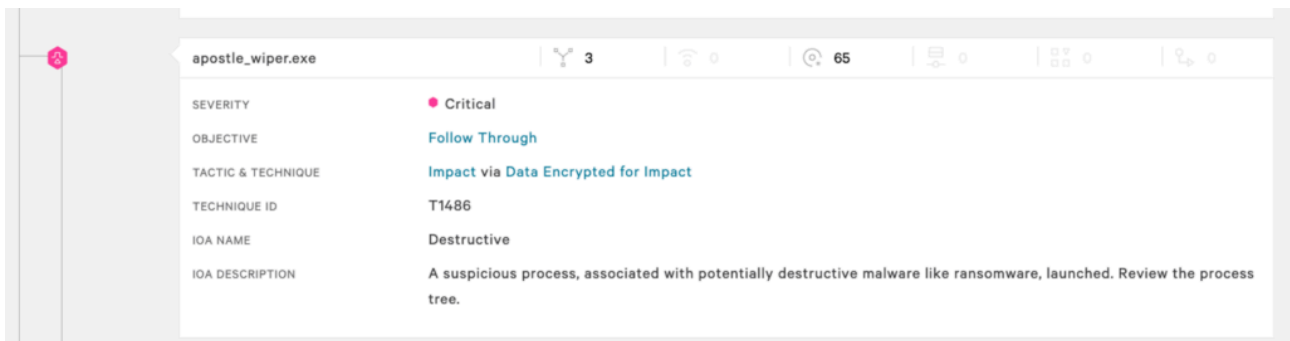 apostle_wiper.exe 3 0 65 0 0 0
SEVERITY Critical
OBJECTIVE Follow Through
TACTIC & TECHNIQUE Impact via Data Encrypted for Impact
TECHNIQUE ID T1486
IOA NAME Destructive
IOA DESCRIPTION A suspicious process, associated with potentially destructive malware like ransomware, launched. Review the process
tree.